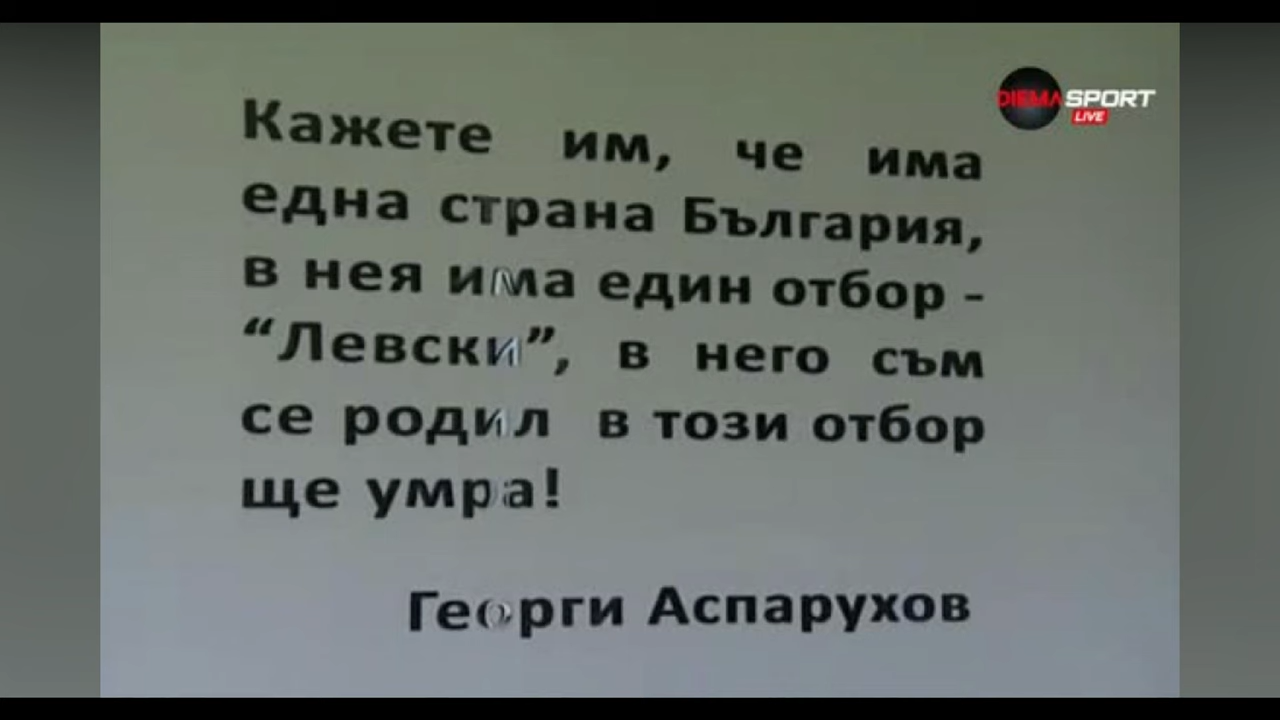 DIEMA SPORT
LIVE
Кажете им, че има
една страна България,
в нея има един отбор -
“Левски”, в него съм
се родил в този отбор
ще умра!
Георги Аспарухов